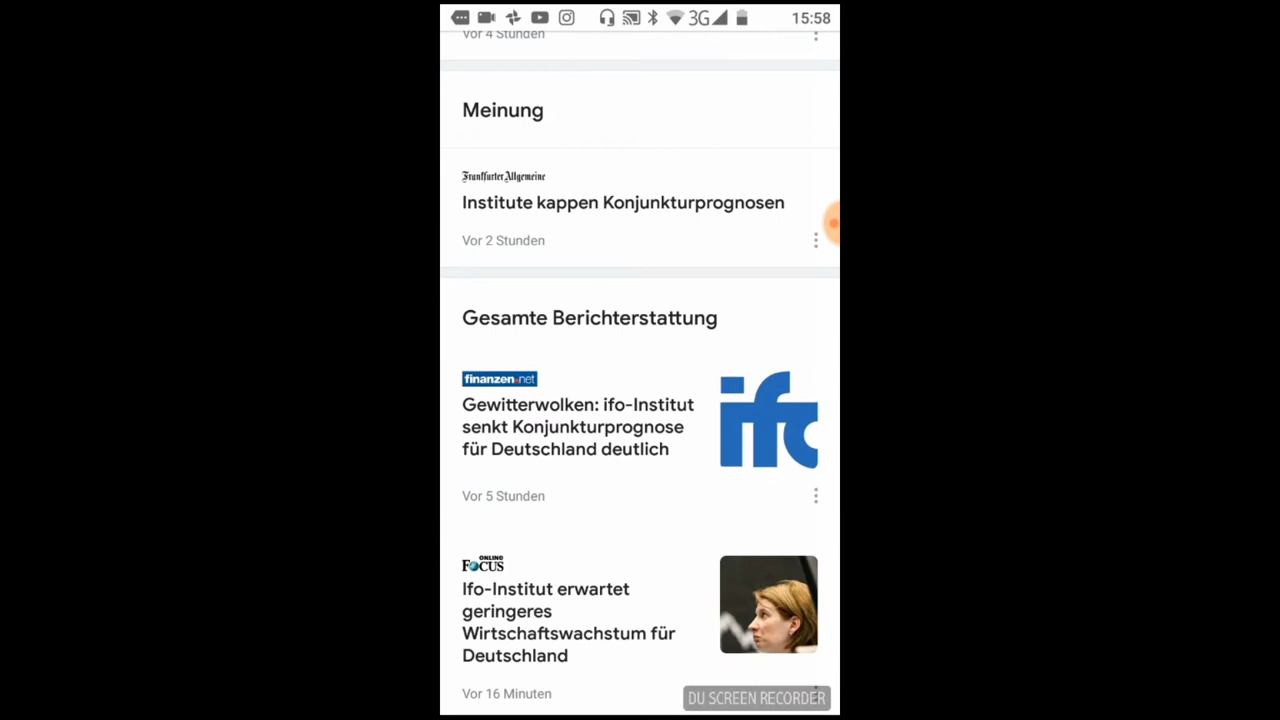 3G 15:58
Vor 4 Stunden
Meinung
Frankfurter Allgemeine
Institute kappen Konjunkturprognosen
Vor 2 Stunden
Gesamte Berichterstattung
finanzen.net
ifo
Gewitterwolken: ifo-Institut
senkt Konjunkturprognose
für Deutschland deutlich
Vor 5 Stunden
ONLINE
FOCUS
Ifo-Institut erwartet
geringeres
Wirtschaftswachstum für
Deutschland
Vor 16 Minuten
DU SCREEN RECORDER